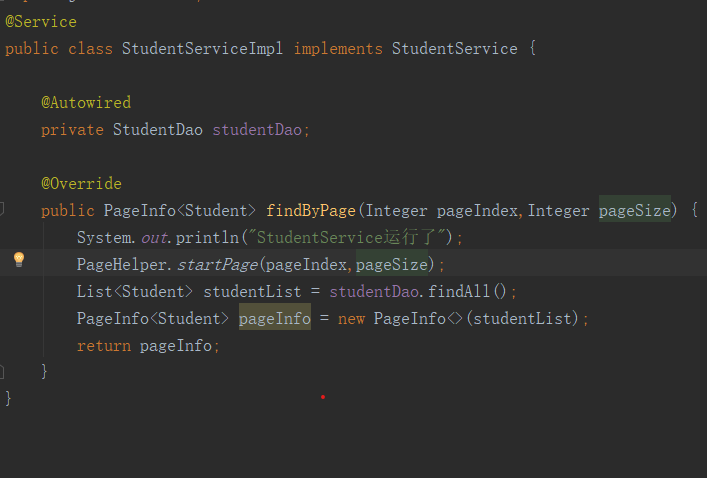 @Service
public class StudentServiceImpl implements StudentService {
@Autowired
private StudentDao studentDao;
@Override
public PageInfo<Student> findByPage(Integer pageIndex,Integer pageSize) {
System.out.println("StudentService运行了");
PageHelper.startPage(pageIndex,pageSize);
List<Student> studentList = studentDao.findAll();
PageInfo<Student> pageInfo = new PageInfo<>(studentList);
return pageInfo;
}
}